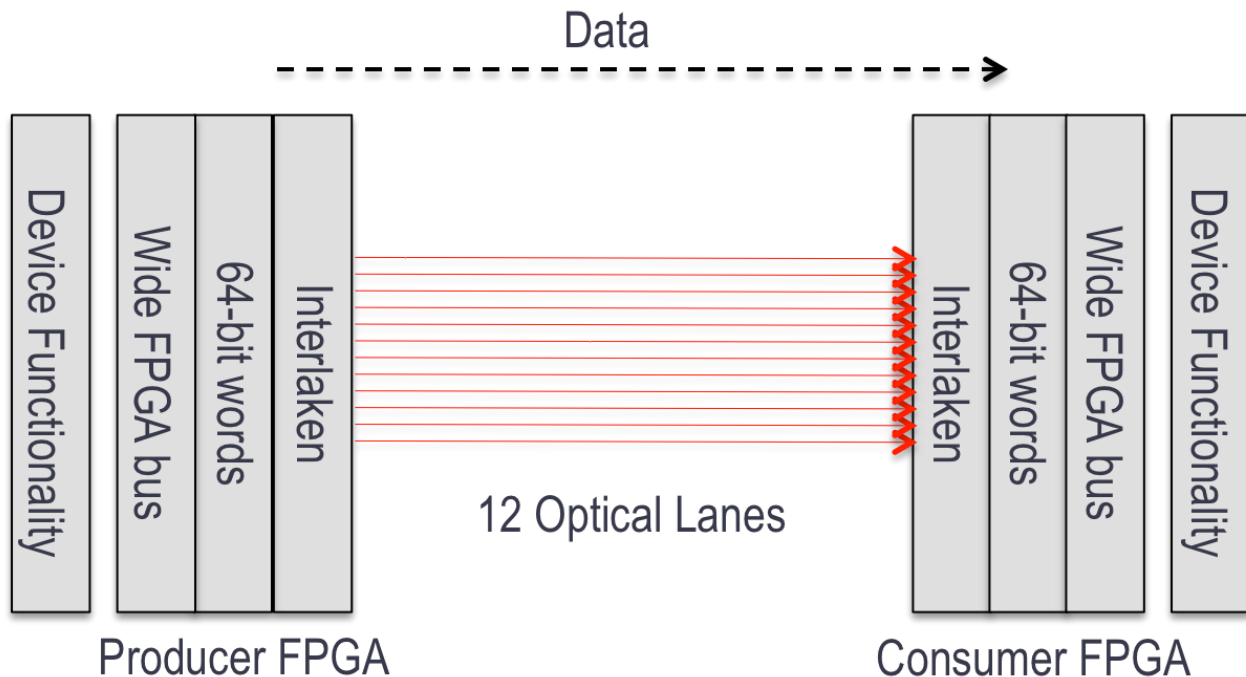 Data
Device Functionality
Wide FPGA bus
64-bit words
Interlaken
12 Optical Lanes
Interlaken
64-bit words
Wide FPGA bus
Device Functionality
Producer FPGA
Consumer FPGA